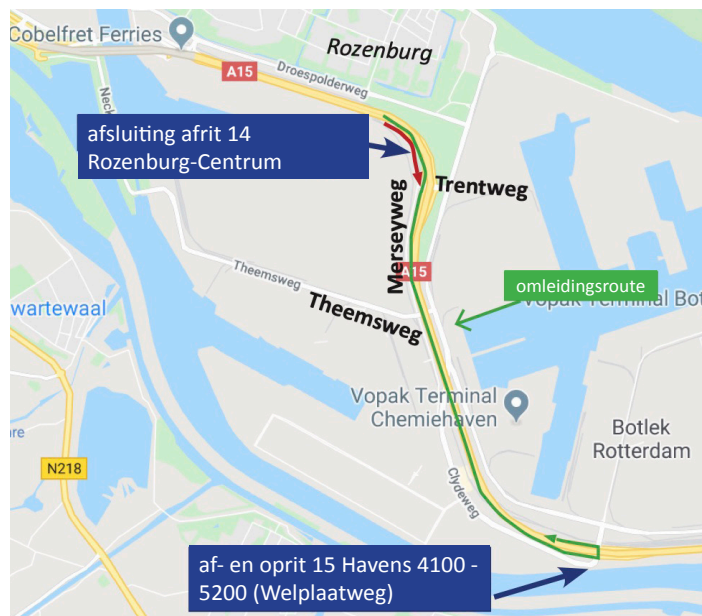 Cobelfret Ferries
Rozenburg
A15
Droespolderweg
Neck
afsluiting afrit 14
Rozenburg-Centrum
Trentweg
Merseyweg
A15
Theemsweg
Theemsweg
omleidingsroute
Vopak Terminal Bot
wartewaal
Vopak Terminal
Chemiehaven
Botlek
Rotterdam
N218
Clydeweg
af- en oprit 15 Havens 4100 -
5200 (Welplaatweg)